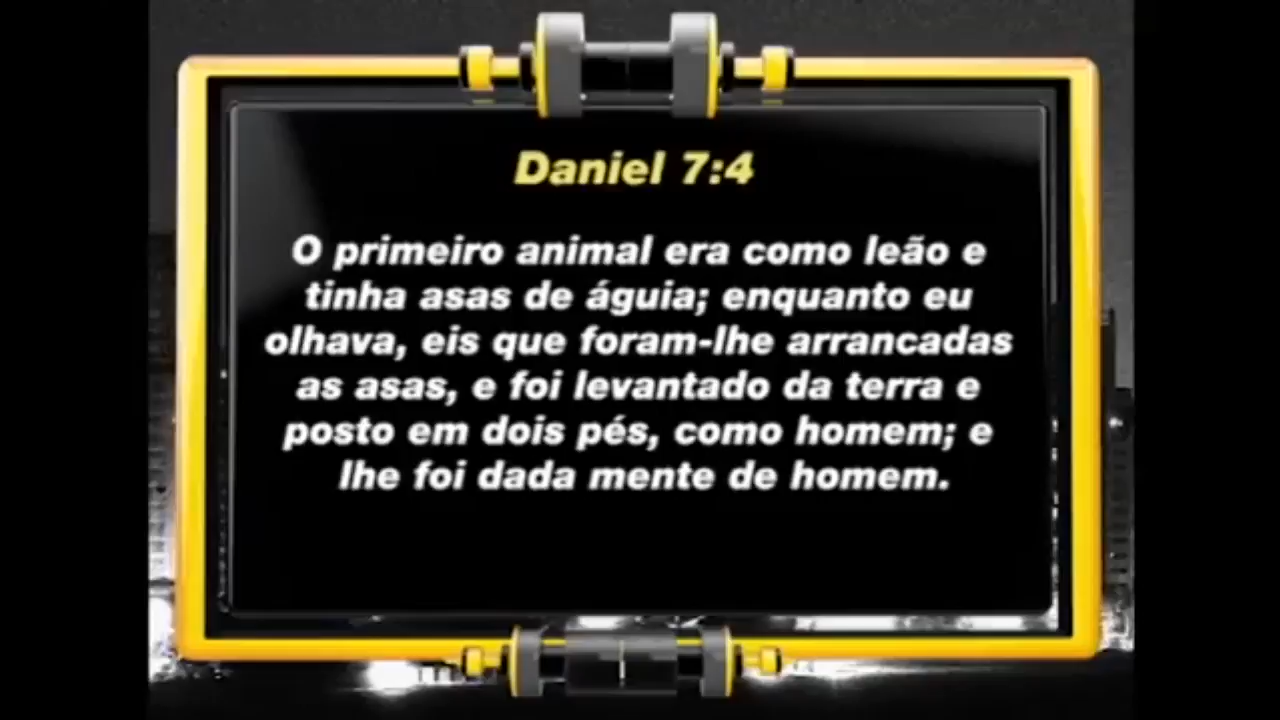 Daniel 7:4
O primeiro animal era como leão e
tinha asas de águia; enquanto eu
olhava, eis que foram-lhe arrancadas
as asas, e foi levantado da terra e
posto em dois pés, como homem; e
lhe foi dada mente de homem.